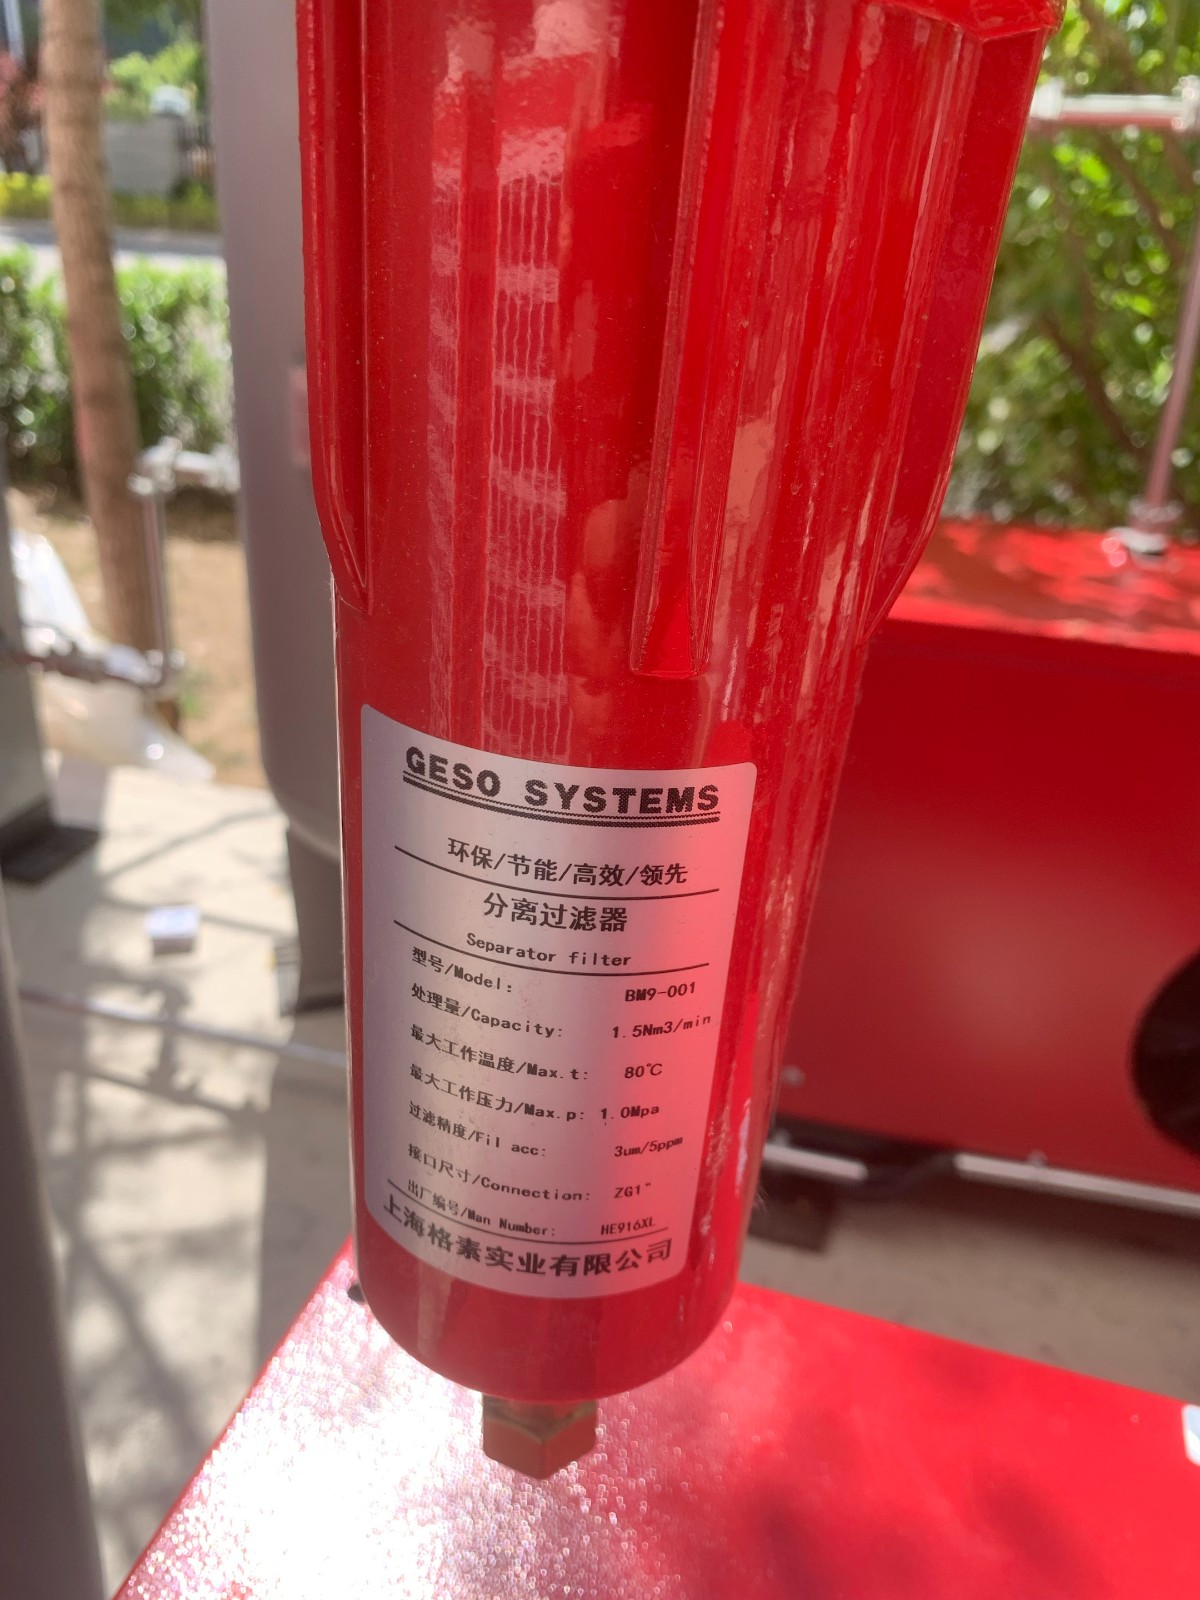 GESO SYSTEMS
环保/节能/高效/领先
分离过滤器
Separator filter
型号/Model: BM9-001
处理量/Capacity: 1.5Nm3/min
最大工作温度/Max.t: 80℃
最大工作压力/Max.p: 1.0Mpa
过滤精度/Fil acc: 3um/5ppm
接口尺寸/Connection: ZG1"
出厂编号/Man Number: HE916XL
上海格素实业有限公司